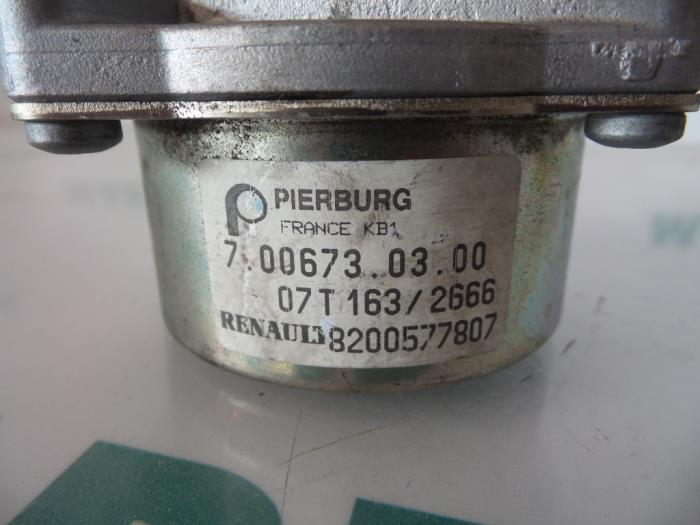 PIERBURG
FRANCE KB1
7.00673.03.00
07T163/2666
RENAULT 8200577807